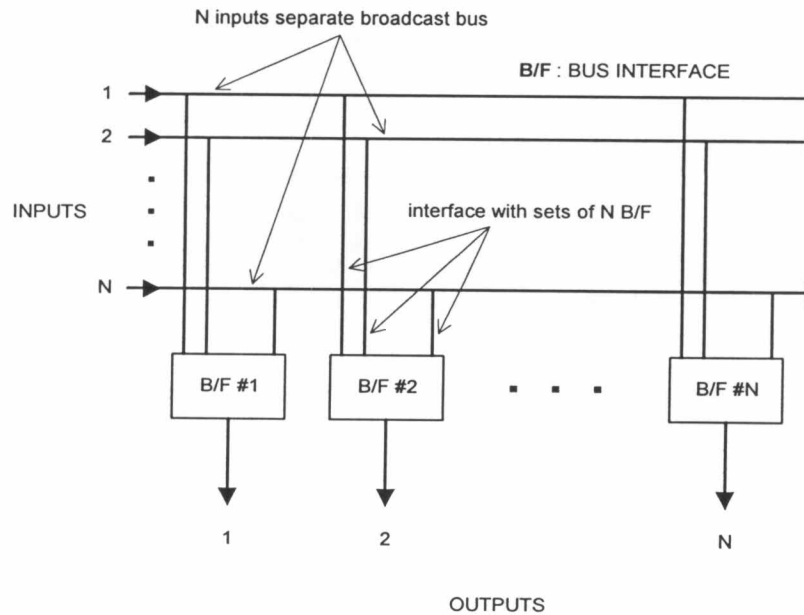 N inputs separate broadcast bus
B/F : BUS INTERFACE
1
2
INPUTS
interface with sets of N B/F
N
B/F #1
B/F #2
B/F #N
1
2
N
OUTPUTS